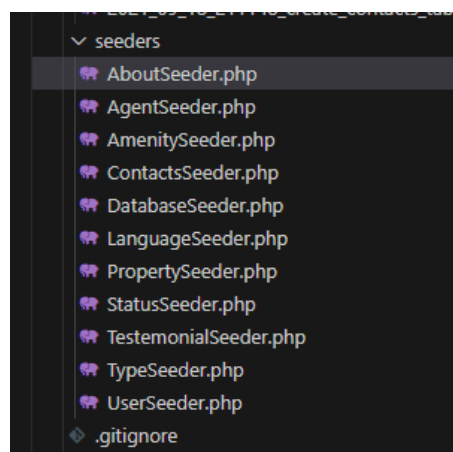 seeders
AboutSeeder.php
AgentSeeder.php
AmenitySeeder.php
ContactsSeeder.php
DatabaseSeeder.php
LanguageSeeder.php
PropertySeeder.php
StatusSeeder.php
TestemonialSeeder.php
TypeSeeder.php
UserSeeder.php
.gitignore